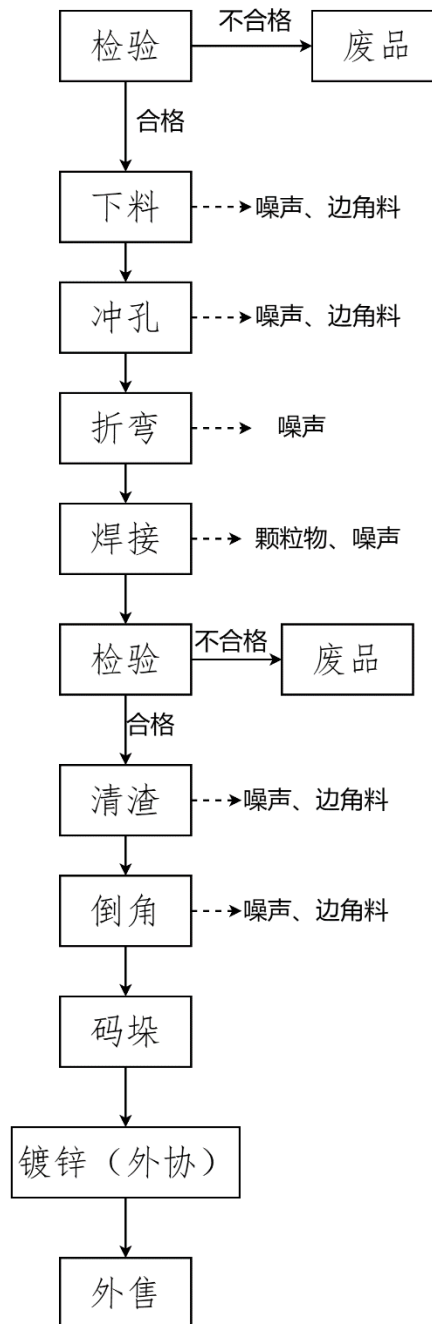 检验
不合格
废品
合格
下料
噪声、边角料
冲孔
噪声、边角料
折弯
噪声
焊接
颗粒物、噪声
检验
不合格
废品
合格
清渣
噪声、边角料
倒角
噪声、边角料
码垛
镀锌（外协）
外售